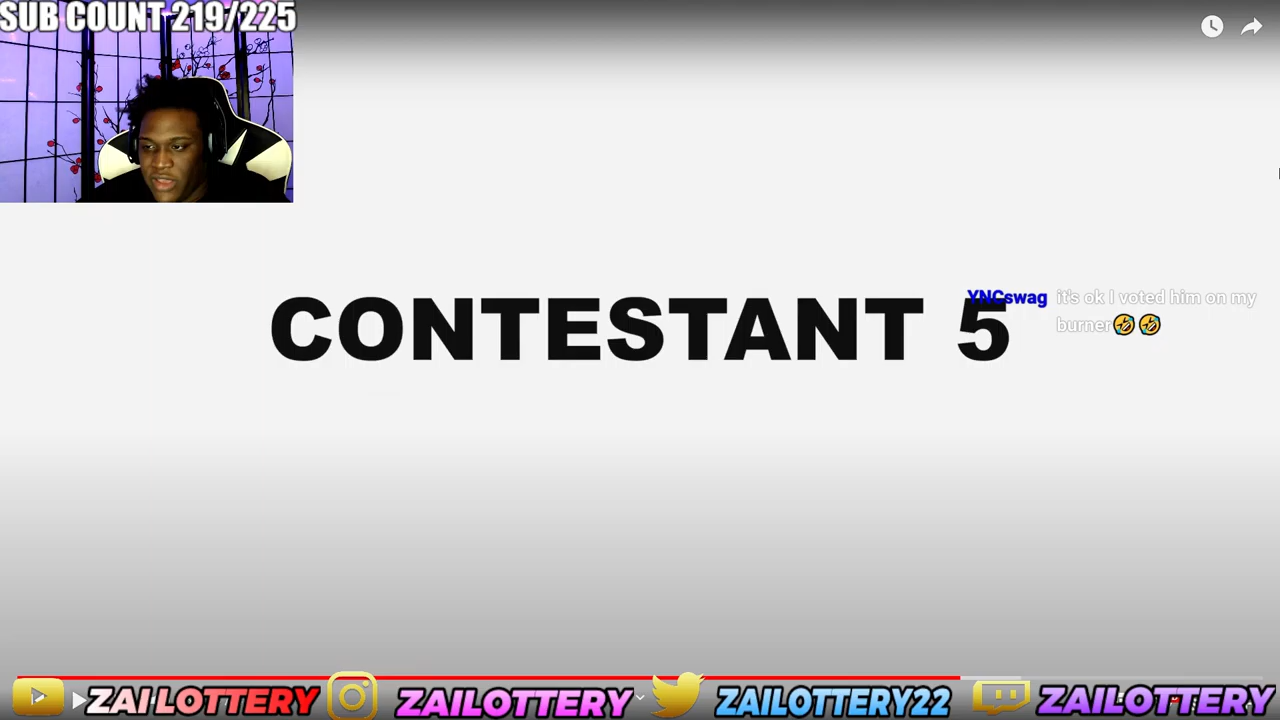 SUB COUNT 219/225
CONTESTANT 5
YNCswag it's ok I voted him on my
burner🤣🤣
ZAILOTTERY ZAILOTTERY ZAILOTTERY22 ZAILOTTERY